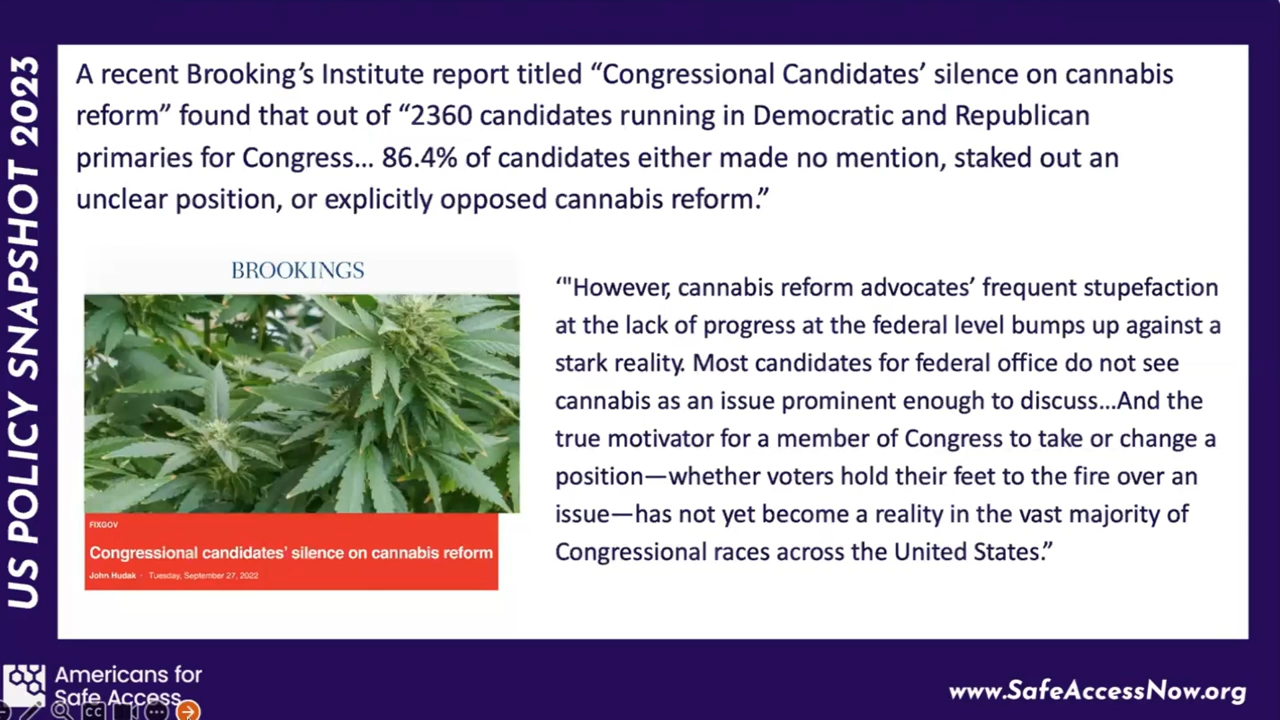 US POLICY SNAPSHOT 2023
A recent Brooking’s Institute report titled “Congressional Candidates’ silence on cannabis
reform” found that out of “2360 candidates running in Democratic and Republican
primaries for Congress... 86.4% of candidates either made no mention, staked out an
unclear position, or explicitly opposed cannabis reform.”
BROOKINGS
FIXGOV
Congressional candidates’ silence on cannabis reform
John Hudak · Tuesday, September 27, 2022
‘"However, cannabis reform advocates’ frequent stupefaction
at the lack of progress at the federal level bumps up against a
stark reality. Most candidates for federal office do not see
cannabis as an issue prominent enough to discuss...And the
true motivator for a member of Congress to take or change a
position—whether voters hold their feet to the fire over an
issue—has not yet become a reality in the vast majority of
Congressional races across the United States.”
Americans for
Safe Access
CC
www.SafeAccessNow.org